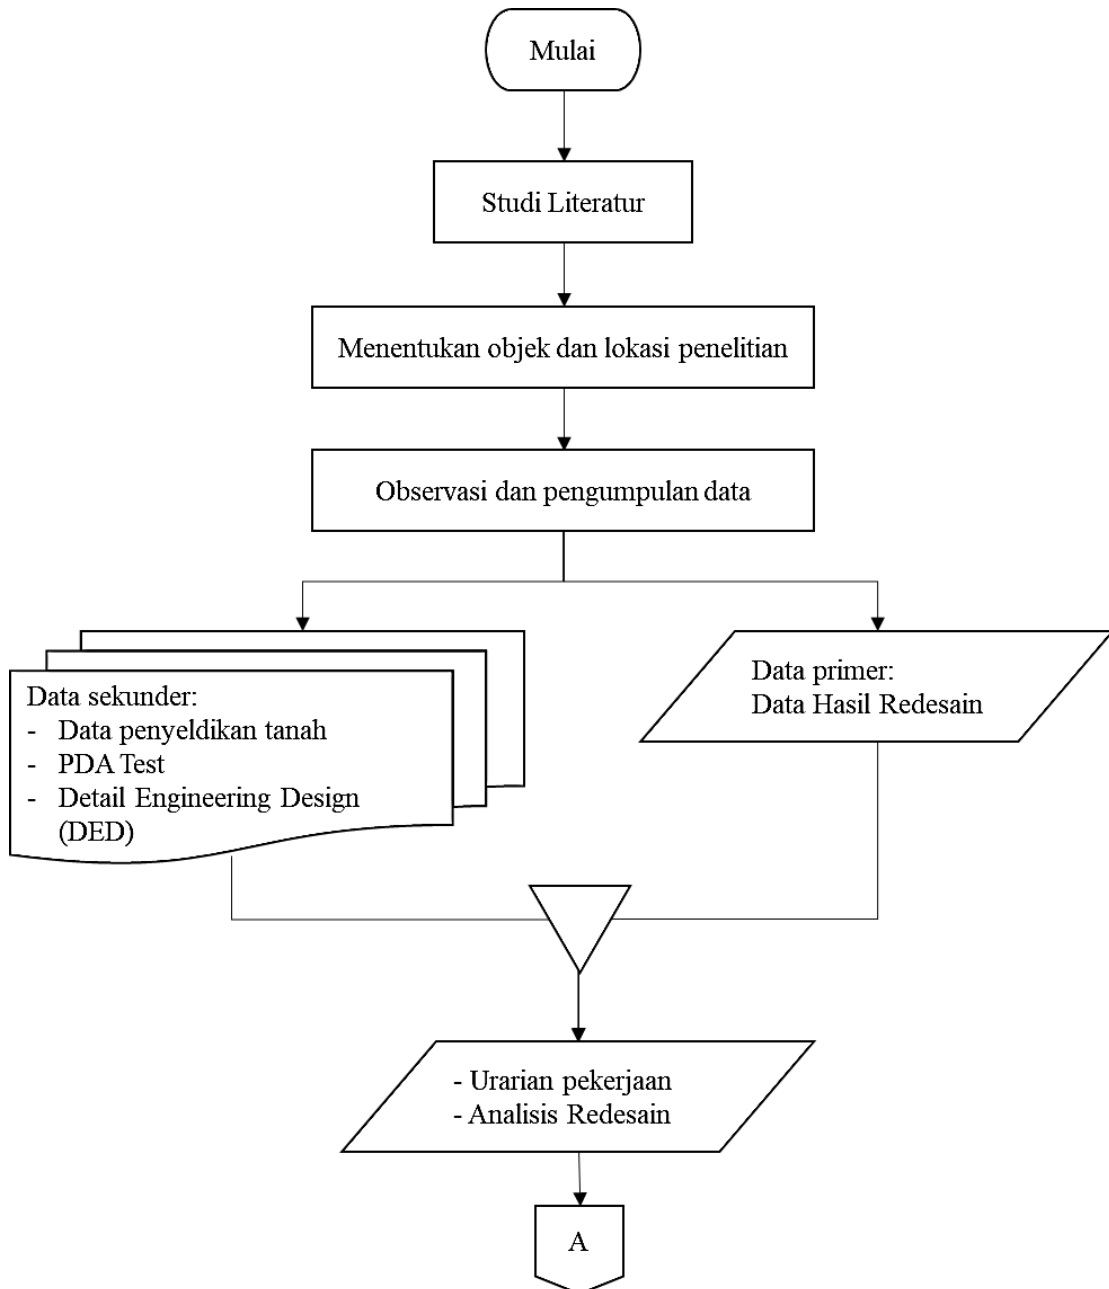 Mulai
Studi Literatur
Menentukan objek dan lokasi penelitian
Observasi dan pengumpulan data
Data sekunder:
- Data penyeldikan tanah
- PDA Test
- Detail Engineering Design
(DED)
Data primer:
Data Hasil Redesain
- Urarian pekerjaan
- Analisis Redesain
A